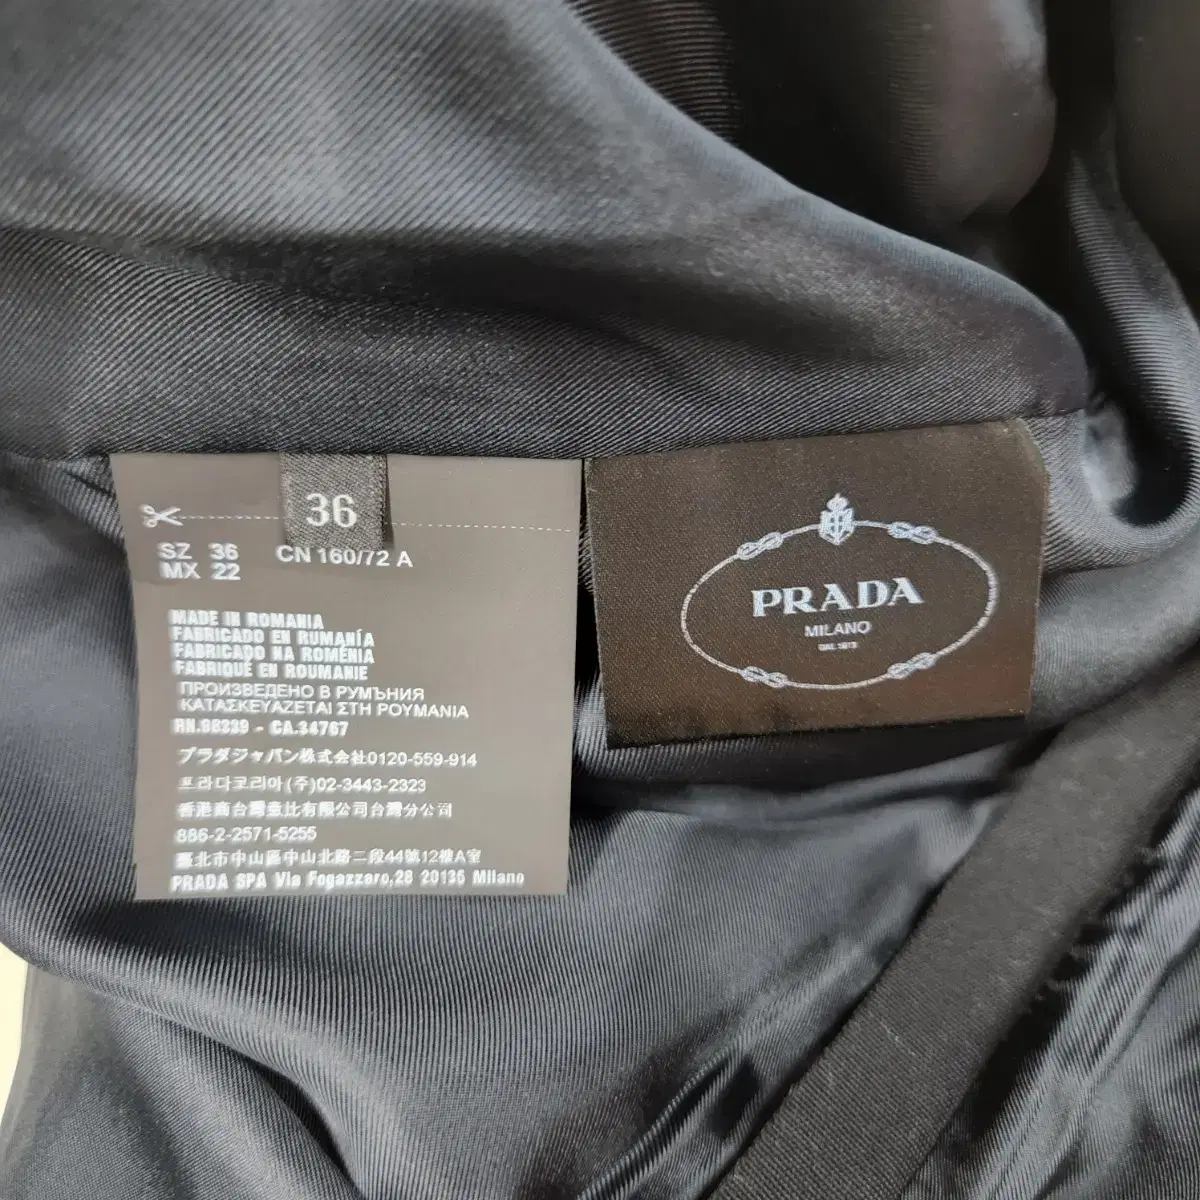 36
SZ 36 CN 160/72 A
MX 22
MADE IN ROMANIA
FABRICADO EN RUMANÍA
FABRICADO NA ROMÉNIA
FABRIQUÉ EN ROUMANIE
ПРОИЗВЕДЕНО В РУМЪНИЯ
ΚΑΤΑΣΚΕΥΑΖΕΤΑΙ ΣΤΗ ΡΟΥΜΑΝΙΑ
RN.98339 - CA.34767
プラダジャパン株式会社0120-559-914
프라다코리아(주)02-3443-2323
香港商台灣意比有限公司台灣分公司
886-2-2571-5255
臺北市中山區中山北路二段44號12樓A室
PRADA SPA Via Fogazzaro,28 20135 Milano
PRADA
MILANO
DAL 1913